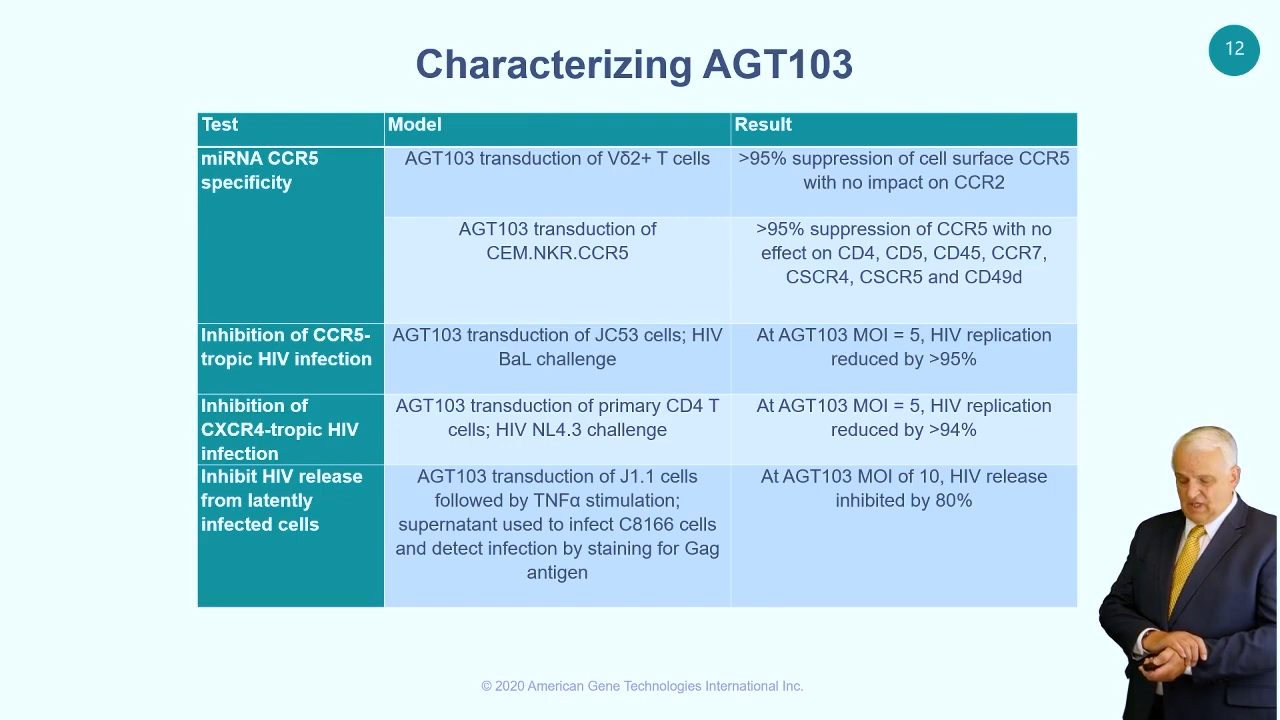 Characterizing AGT103
12
Test
Model
Result
miRNA CCR5
specificity
AGT103 transduction of Vδ2+ T cells
>95% suppression of cell surface CCR5
with no impact on CCR2
AGT103 transduction of
CEM.NKR.CCR5
>95% suppression of CCR5 with no
effect on CD4, CD5, CD45, CCR7,
CSCR4, CSCR5 and CD49d
Inhibition of CCR5-
tropic HIV infection
AGT103 transduction of JC53 cells; HIV
BaL challenge
At AGT103 MOI = 5, HIV replication
reduced by >95%
Inhibition of
CXCR4-tropic HIV
infection
AGT103 transduction of primary CD4 T
cells; HIV NL4.3 challenge
At AGT103 MOI = 5, HIV replication
reduced by >94%
Inhibit HIV release
from latently
infected cells
AGT103 transduction of J1.1 cells
followed by TNFα stimulation;
supernatant used to infect C8166 cells
and detect infection by staining for Gag
antigen
At AGT103 MOI of 10, HIV release
inhibited by 80%
© 2020 American Gene Technologies International Inc.